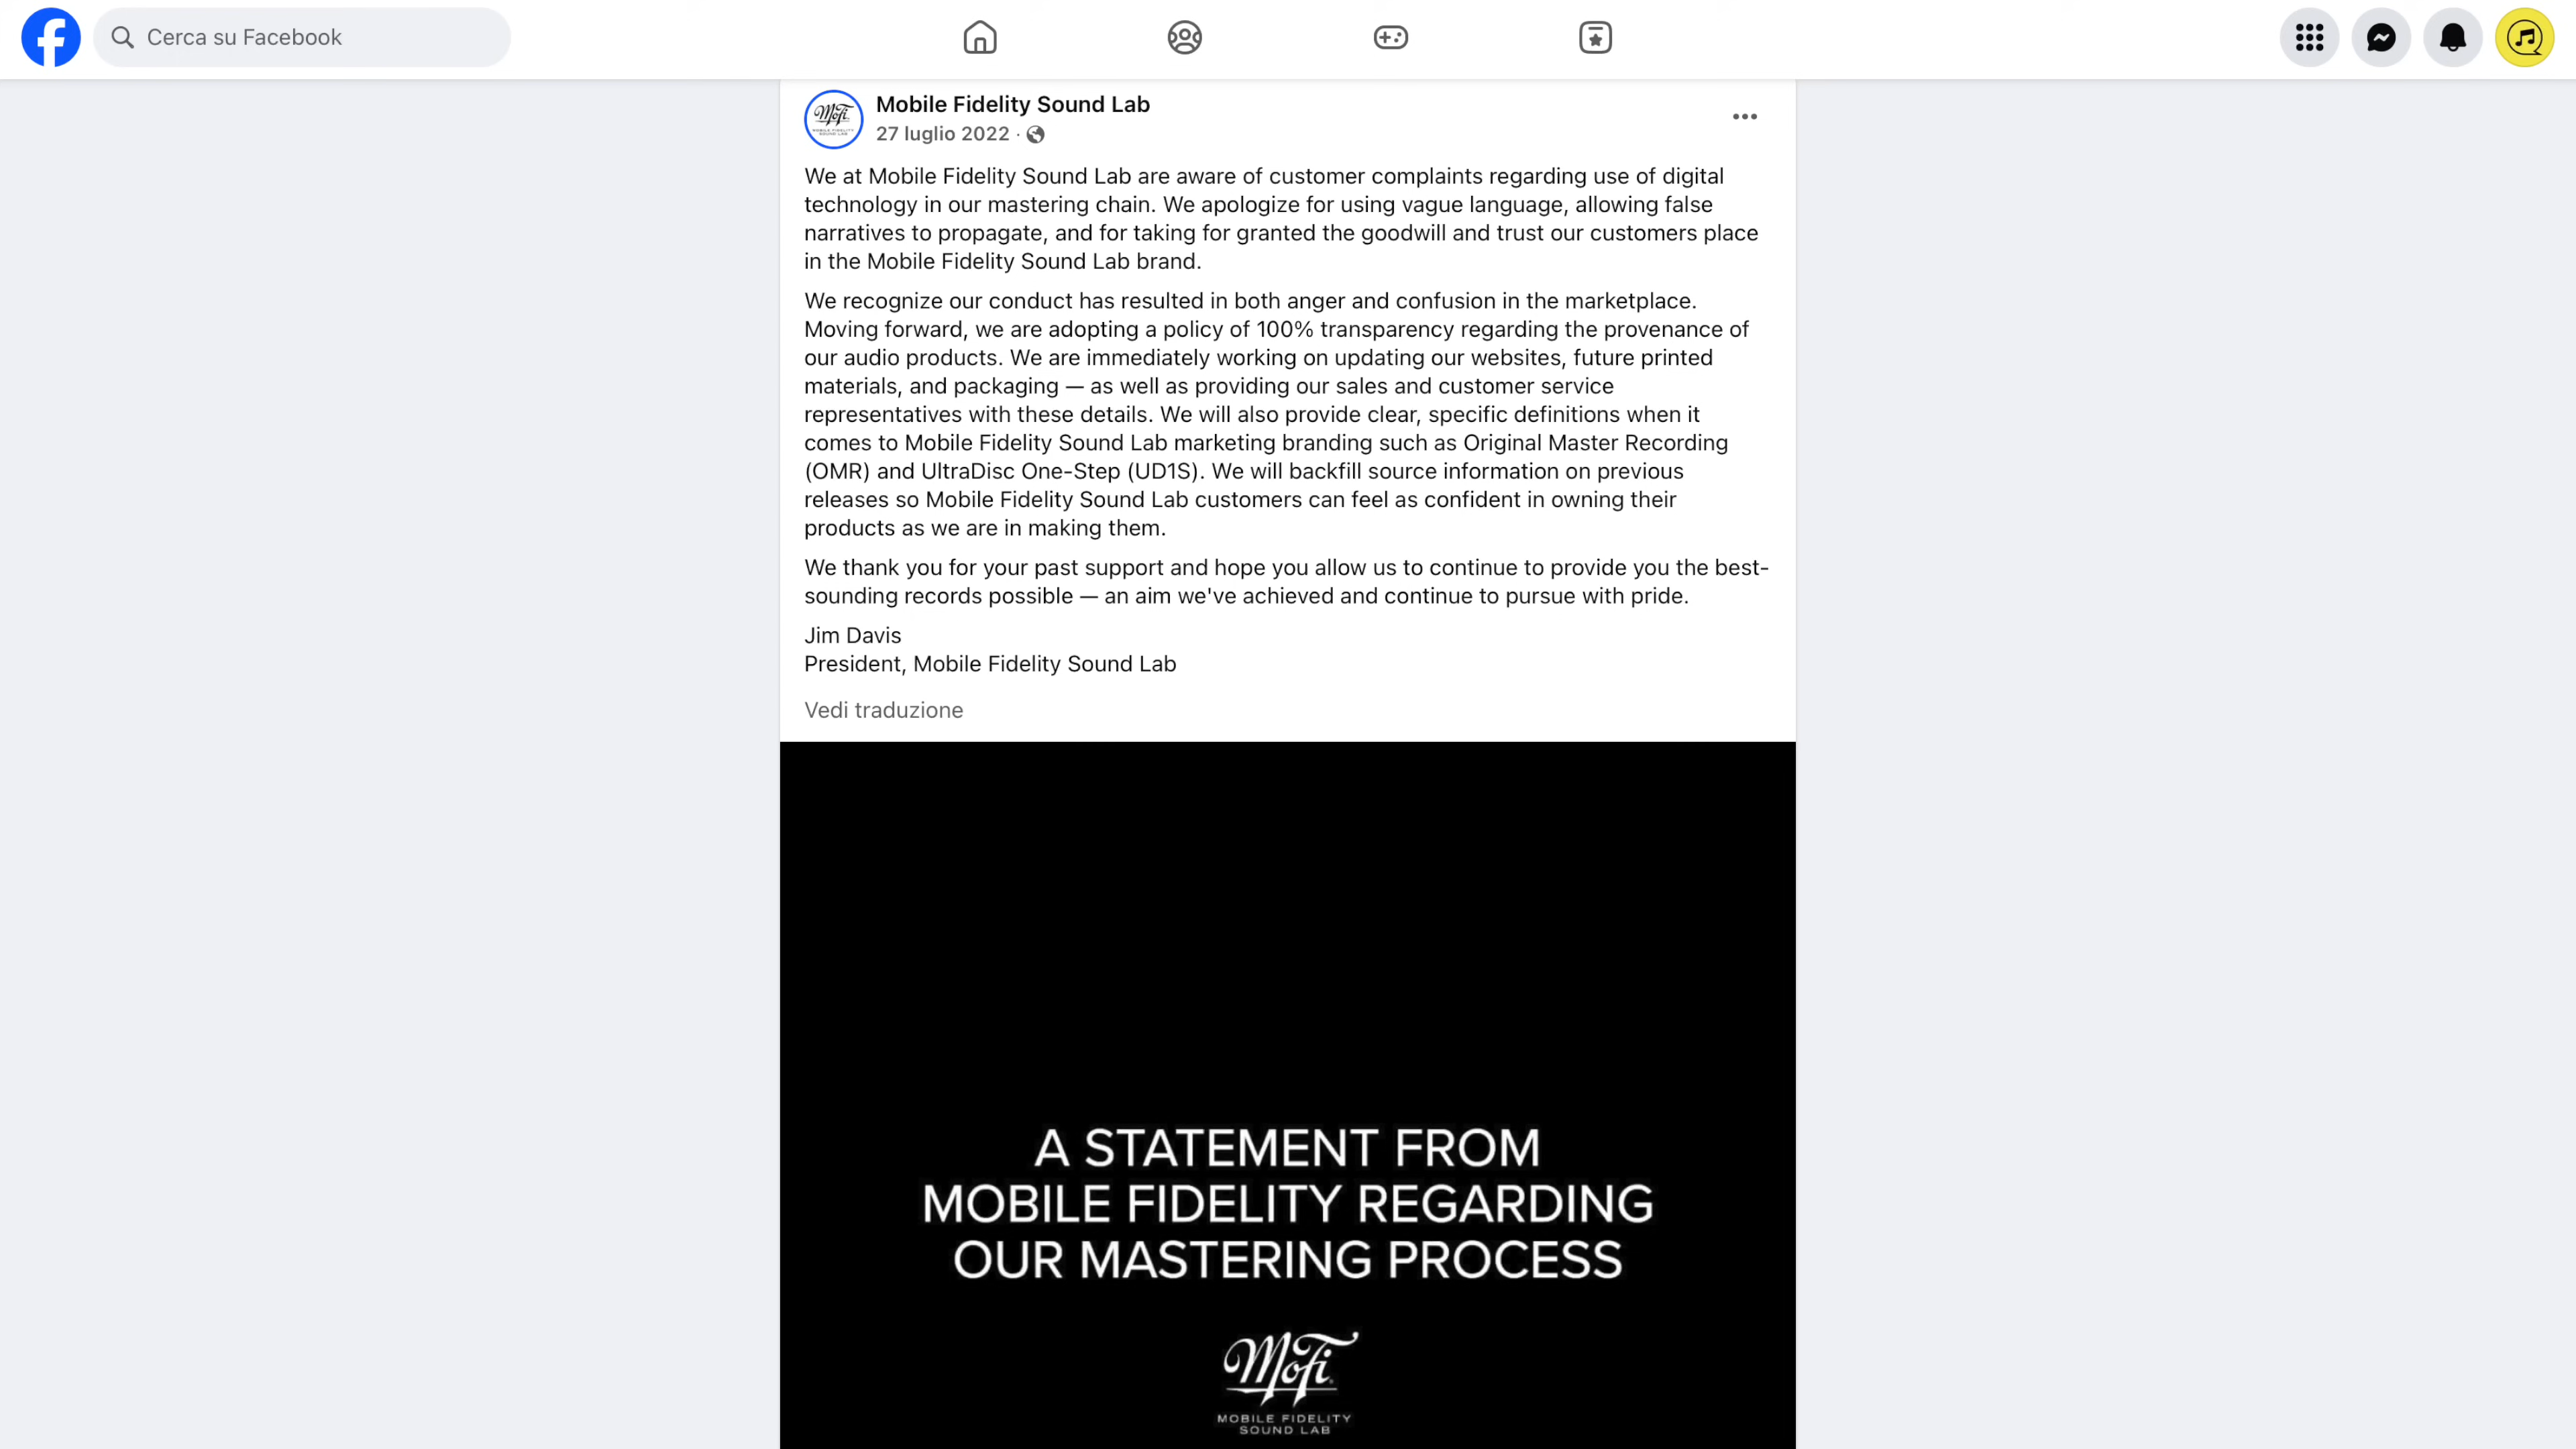 Cerca su Facebook
Mobile Fidelity Sound Lab
27 luglio 2022 ·
We at Mobile Fidelity Sound Lab are aware of customer complaints regarding use of digital
technology in our mastering chain. We apologize for using vague language, allowing false
narratives to propagate, and for taking for granted the goodwill and trust our customers place
in the Mobile Fidelity Sound Lab brand.
We recognize our conduct has resulted in both anger and confusion in the marketplace.
Moving forward, we are adopting a policy of 100% transparency regarding the provenance of
our audio products. We are immediately working on updating our websites, future printed
materials, and packaging — as well as providing our sales and customer service
representatives with these details. We will also provide clear, specific definitions when it
comes to Mobile Fidelity Sound Lab marketing branding such as Original Master Recording
(OMR) and UltraDisc One-Step (UD1S). We will backfill source information on previous
releases so Mobile Fidelity Sound Lab customers can feel as confident in owning their
products as we are in making them.
We thank you for your past support and hope you allow us to continue to provide you the best-
sounding records possible — an aim we've achieved and continue to pursue with pride.
Jim Davis
President, Mobile Fidelity Sound Lab
Vedi traduzione
A STATEMENT FROM
MOBILE FIDELITY REGARDING
OUR MASTERING PROCESS
MoFi
MOBILE FIDELITY
SOUND LAB